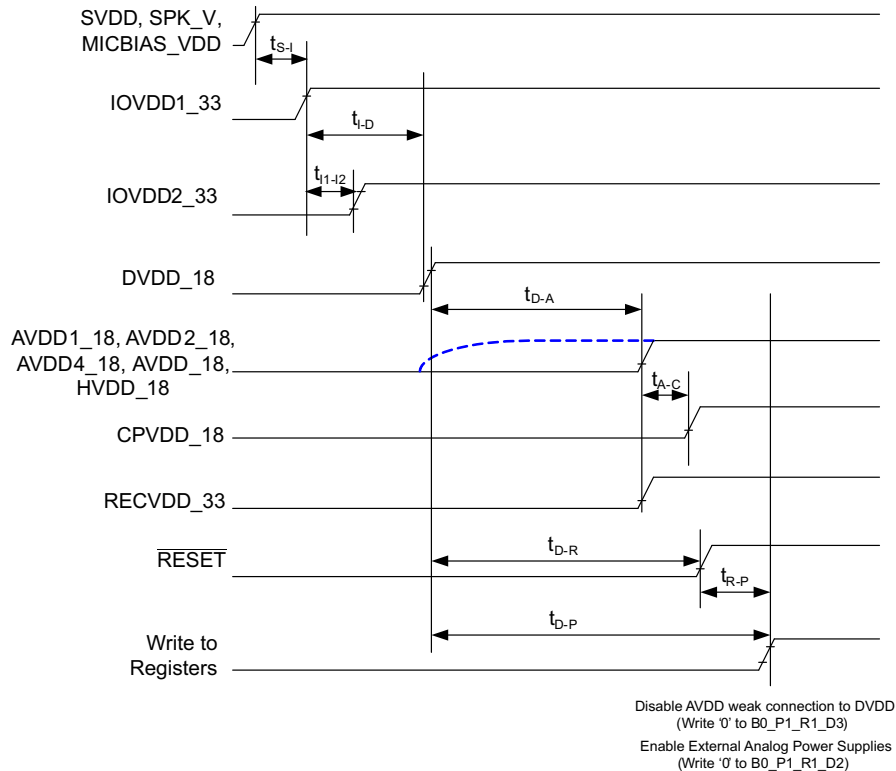 SVDD, SPK_V,
MICBIAS_VDD
tS-I
IOVDD1_33
tI-D
tI1-I2
IOVDD2_33
DVDD_18
tD-A
AVDD1_18, AVDD2_18,
AVDD4_18, AVDD_18,
HVDD_18
tA-C
CPVDD_18
RECVDD_33
tD-R
RESET
tR-P
tD-P
Write to
Registers
Disable AVDD weak connection to DVDD
(Write '0' to B0_P1_R1_D3)
Enable External Analog Power Supplies
(Write '0' to B0_P1_R1_D2)